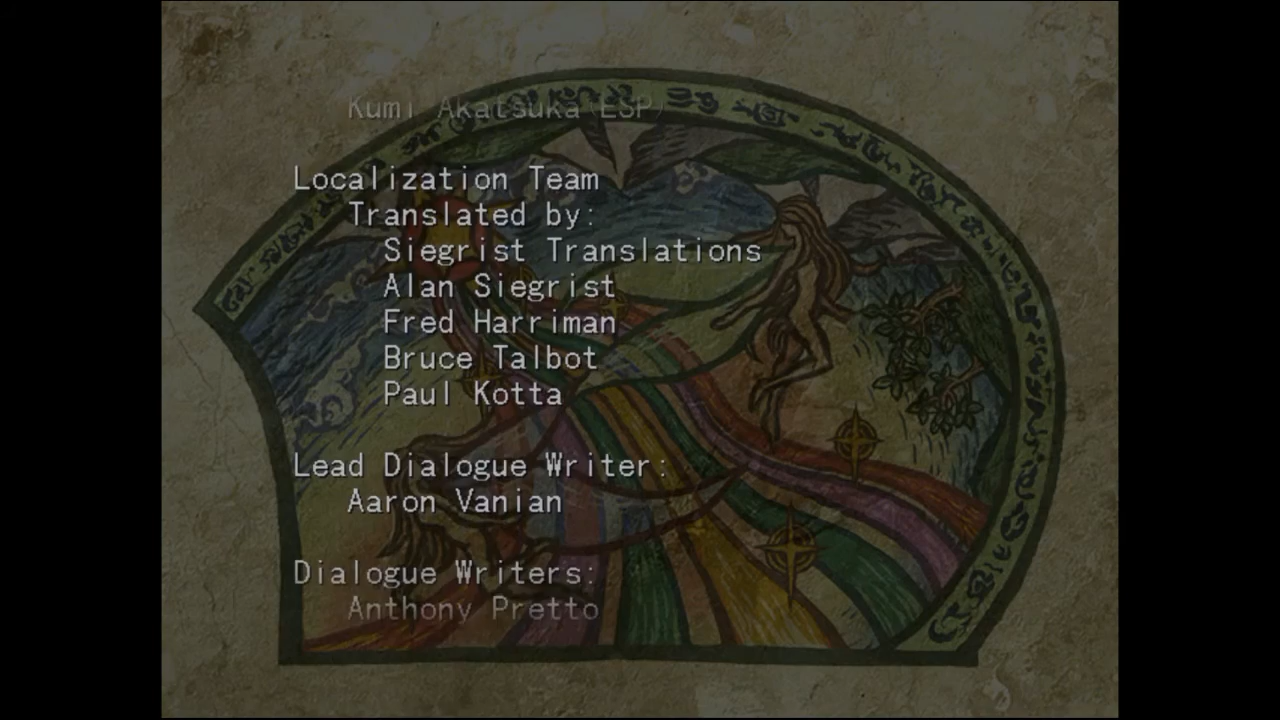 Kumi Akatsuka (ESP)
Localization Team
Translated by:
Siegrist Translations
Alan Siegrist
Fred Harriman
Bruce Talbot
Paul Kotta
Lead Dialogue Writer:
Aaron Vanian
Dialogue Writers:
Anthony Pretto